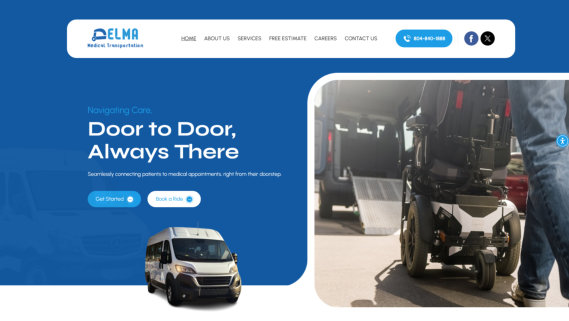 DELMA
Medical Transportation
HOME
ABOUT US
SERVICES
FREE ESTIMATE
CAREERS
CONTACT US
804-840-1888
Navigating Care.
Door to Door,
Always There
Seamlessly connecting patients to medical appointments, right from their doorstep.
Get Started
Book a Ride